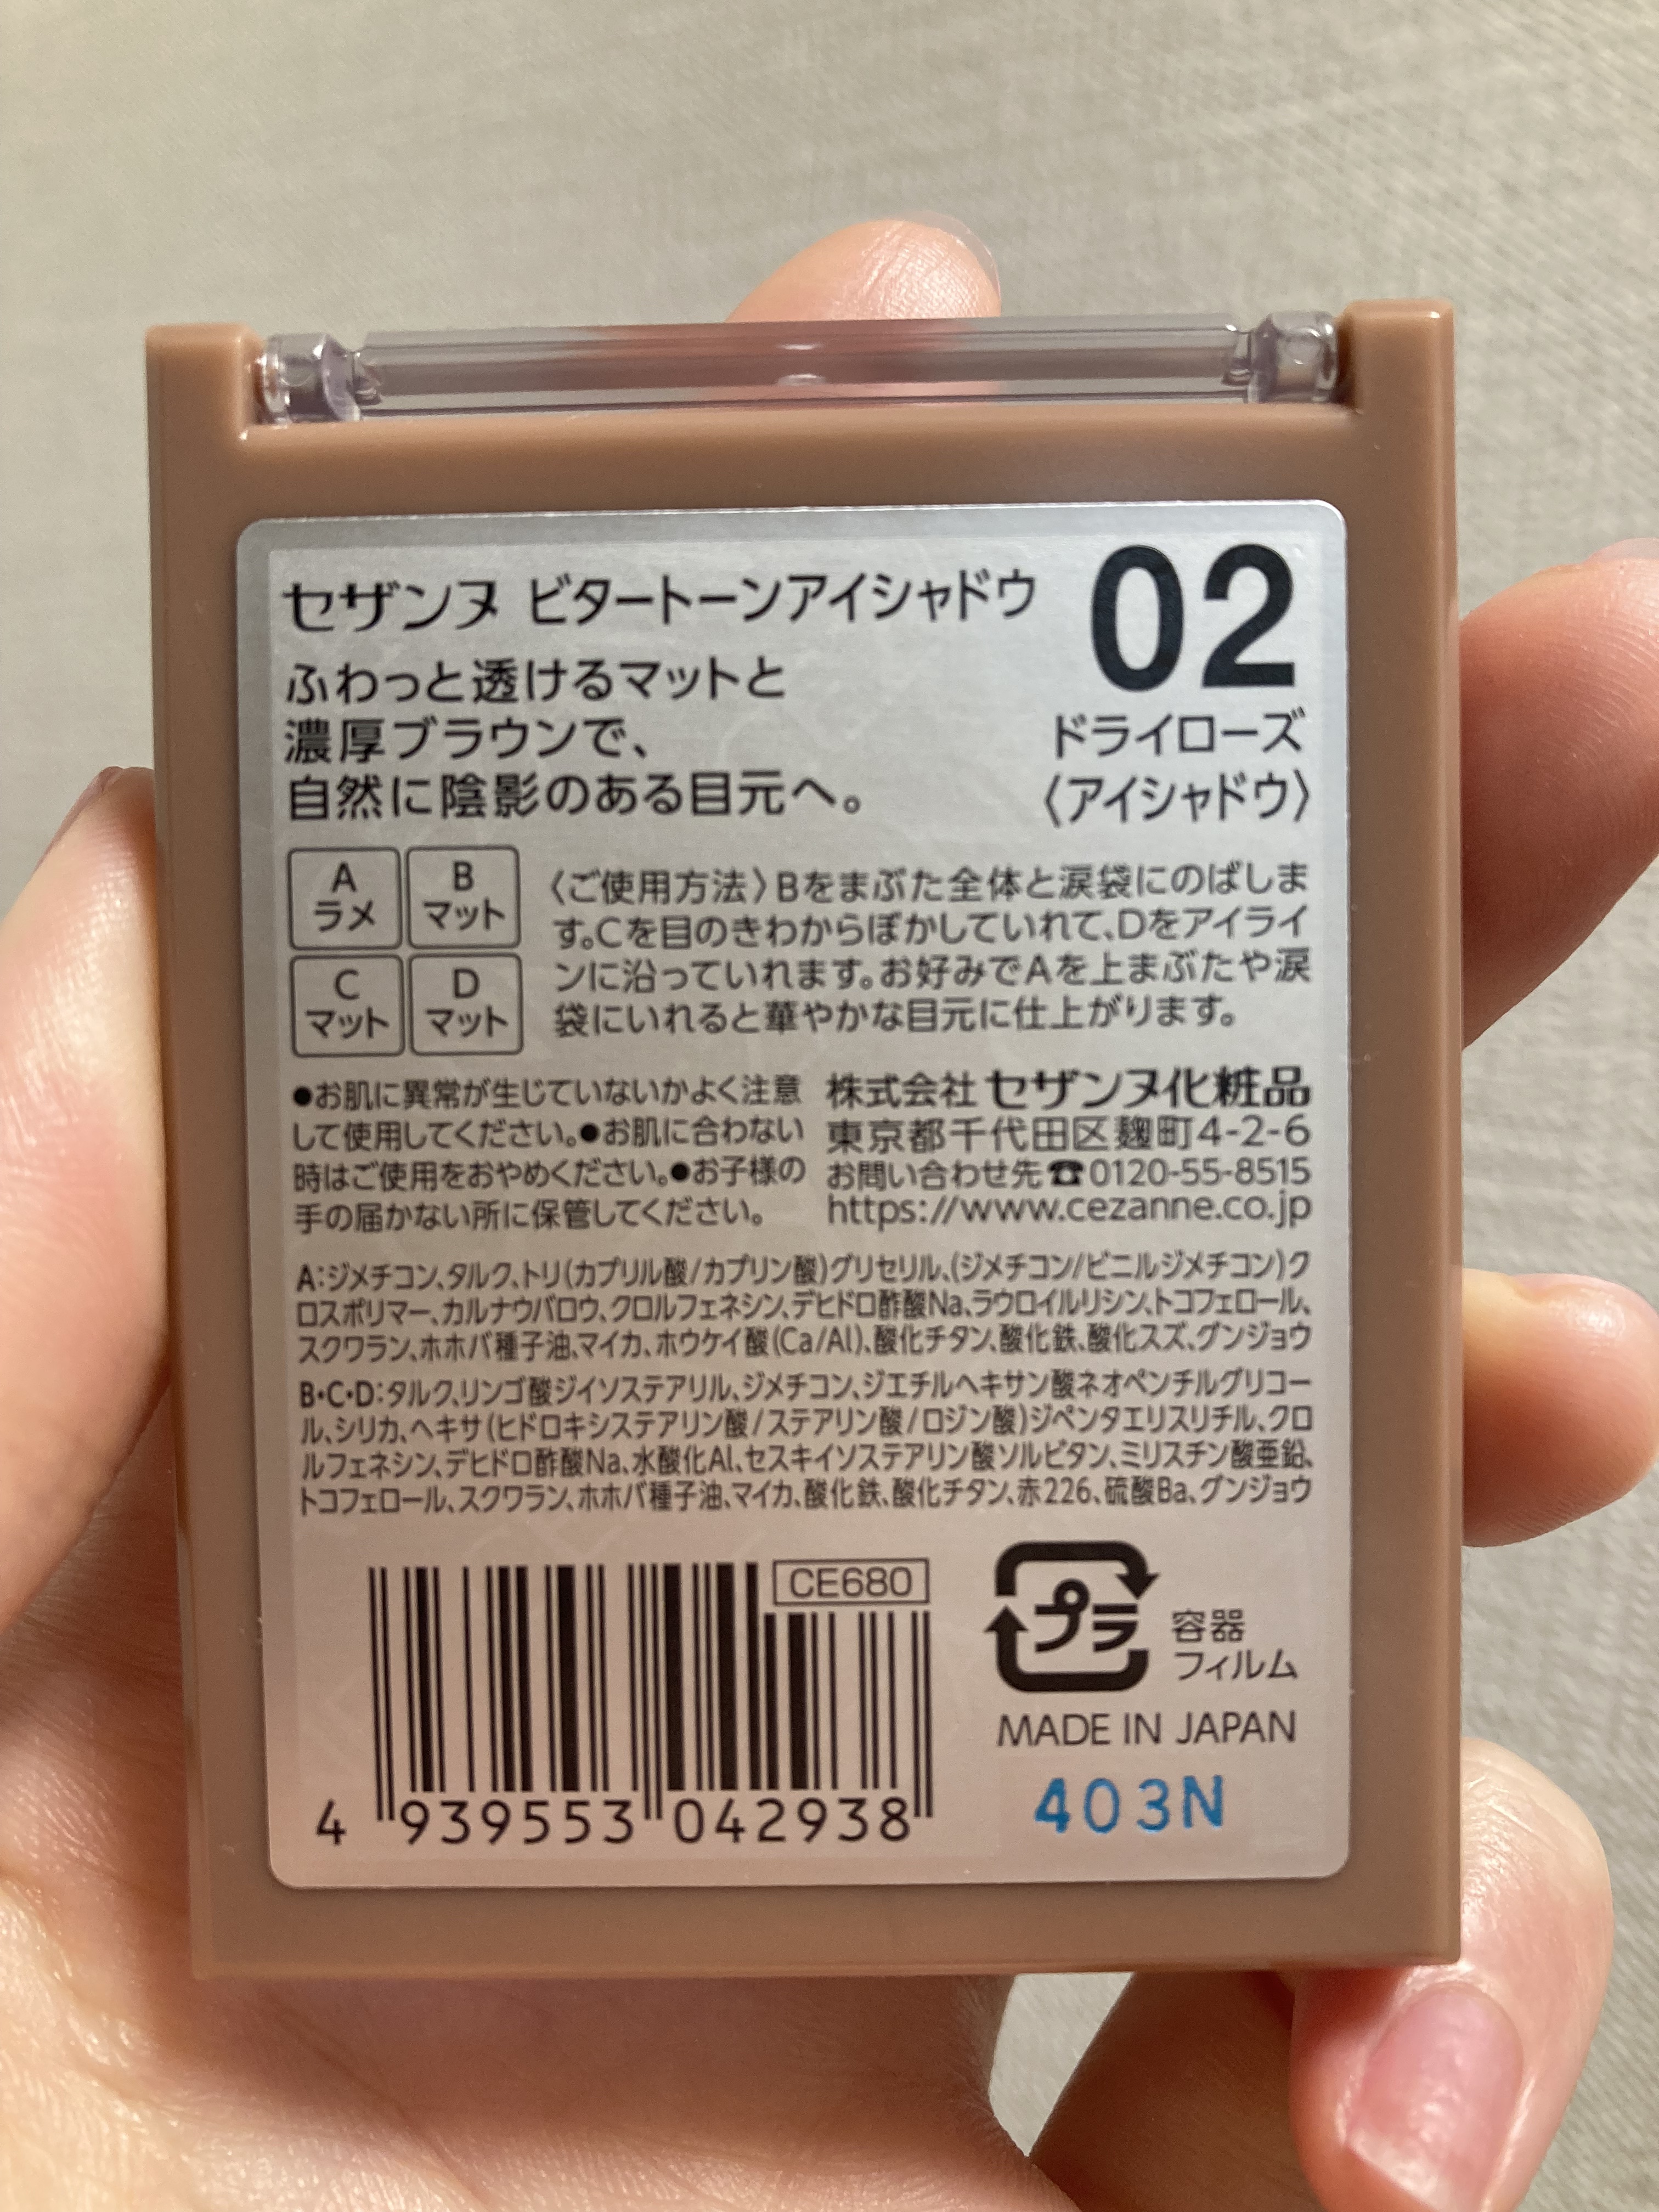 セザンヌ ビタートーンアイシャドウ
02
ふわっと透けるマットと
濃厚ブラウンで、
自然に陰影のある目元へ。
ドライローズ
〈アイシャドウ〉
A
ラメ
B
マット
C
マット
D
マット
〈ご使用方法〉Bをまぶた全体と涙袋にのばしま
す。Cを目のきわからぼかしていれて、Dをアイライ
ンに沿っていれます。お好みでAを上まぶたや涙
袋にいれると華やかな目元に仕上がります。
●お肌に異常が生じていないかよく注意
して使用してください。●お肌に合わない
時はご使用をおやめください。●お子様の
手の届かない所に保管してください。
株式会社 セザンヌ化粧品
東京都千代田区麹町4-2-6
お問い合わせ先☎0120-55-8515
https://www.cezanne.co.jp
A:ジメチコン、タルク、トリ(カプリル酸/カプリン酸)グリセリル、(ジメチコン/ビニルジメチコン)ク
ロスポリマー、カルナウバロウ、クロルフェネシン、デヒドロ酢酸Na、ラウロイルリシン、トコフェロール、
スクワラン、ホホバ種子油、マイカ、ホウケイ酸(Ca/Al)、酸化チタン、酸化鉄、酸化スズ、グンジョウ
B・C・D:タルク、リンゴ酸ジイソステアリル、ジメチコン、ジエチルヘキサン酸ネオペンチルグリコー
ル、シリカ、ヘキサ(ヒドロキシステアリン酸/ステアリン酸/ロジン酸)ジペンタエリスリチル、クロ
ルフェネシン、デヒドロ酢酸Na、水酸化Al、セスキイソステアリン酸ソルビタン、ミリスチン酸亜鉛、
トコフェロール、スクワラン、ホホバ種子油、マイカ、酸化鉄、酸化チタン、赤226、硫酸Ba、グンジョウ
CE680
4 939553 042938
プラ
容器
フィルム
MADE IN JAPAN
403N